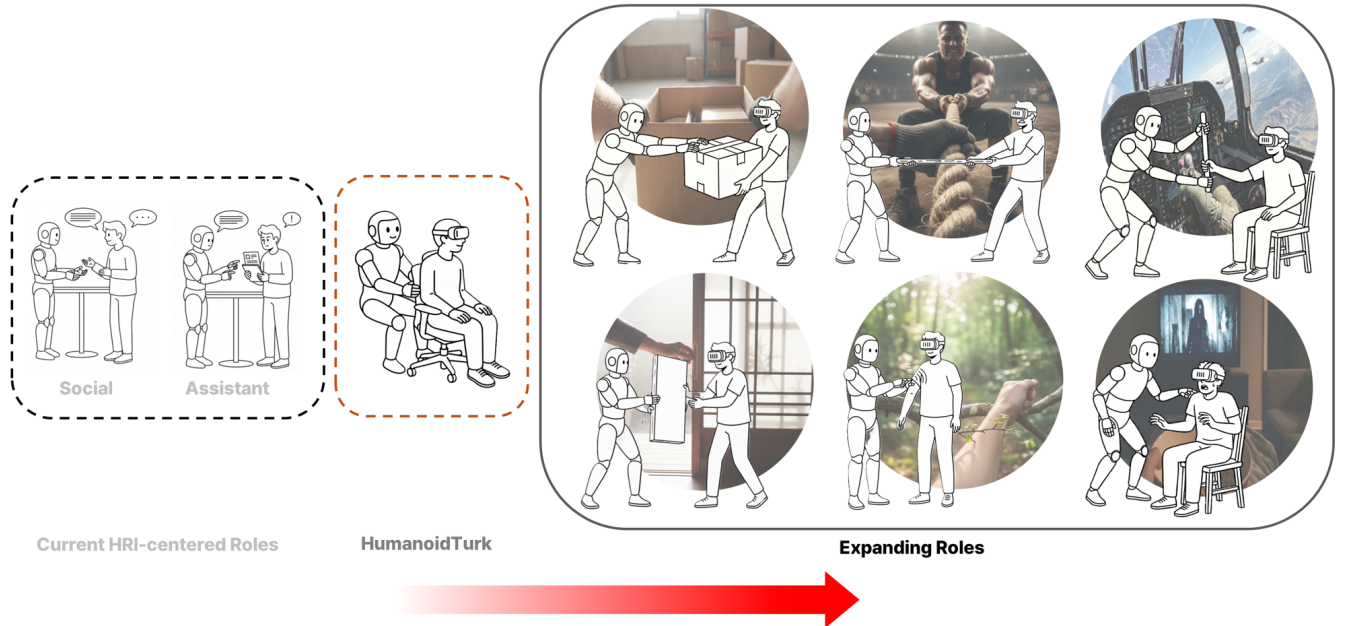 ...
!
Social
Assistant
Current HRI-centered Roles
HumanoidTurk
Expanding Roles